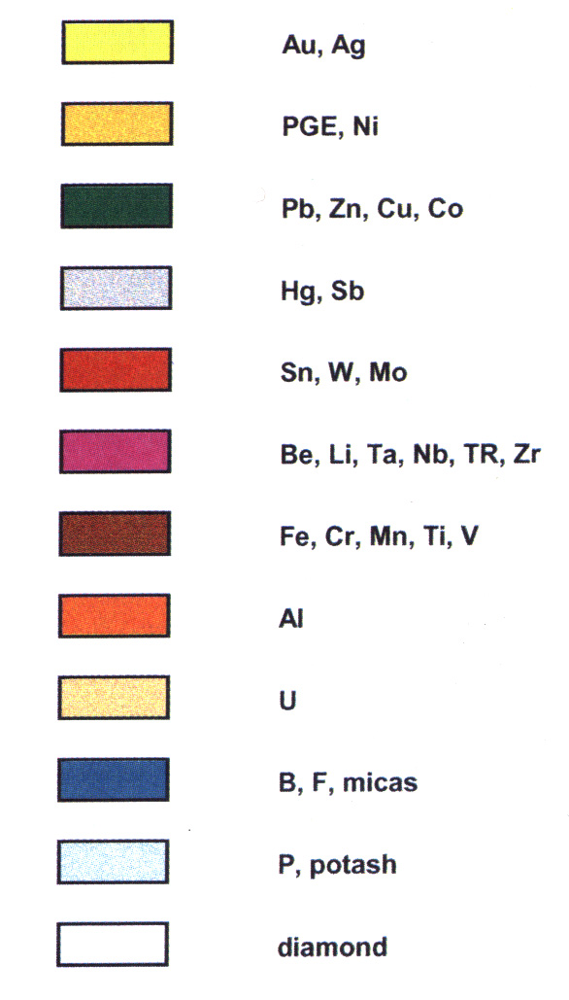 Au, Ag
PGE, Ni
Pb, Zn, Cu, Co
Hg, Sb
Sn, W, Mo
Be, Li, Ta, Nb, TR, Zr
Fe, Cr, Mn, Ti, V
Al
U
B, F, micas
P, potash
diamond